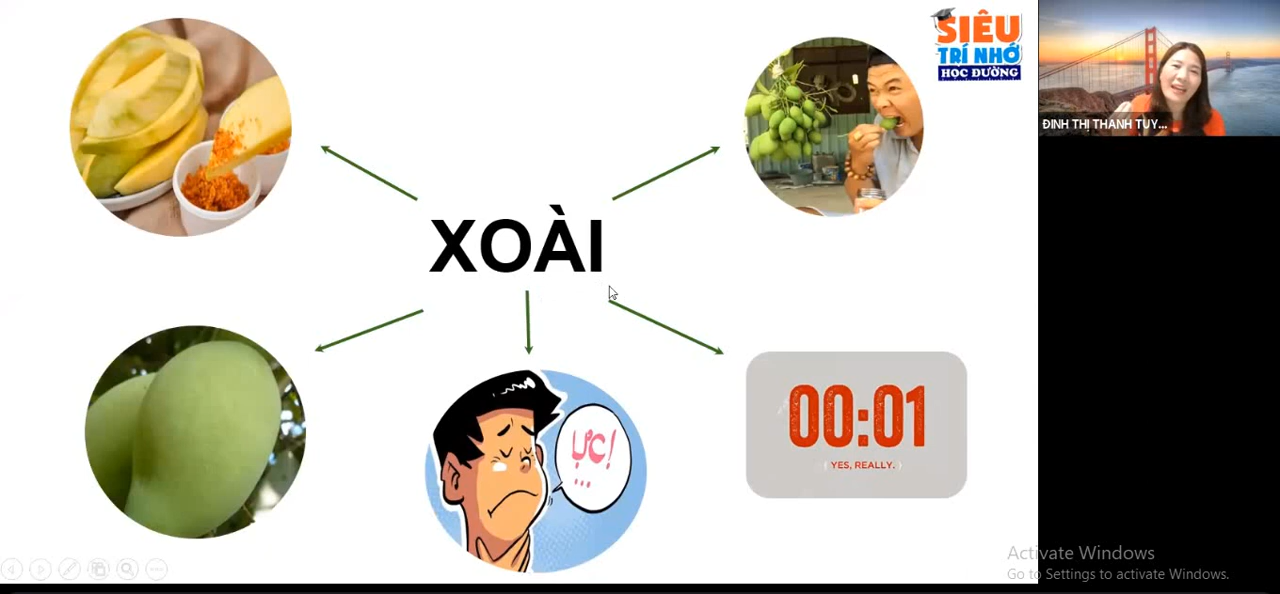 SIÊU
TRÍ NHỚ
HỌC ĐƯỜNG
ĐINH THỊ THANH TUY...
XOÀI
ỰC!
...
00:01
( YES, REALLY. )
Activate Windows
Go to Settings to activate Windows.